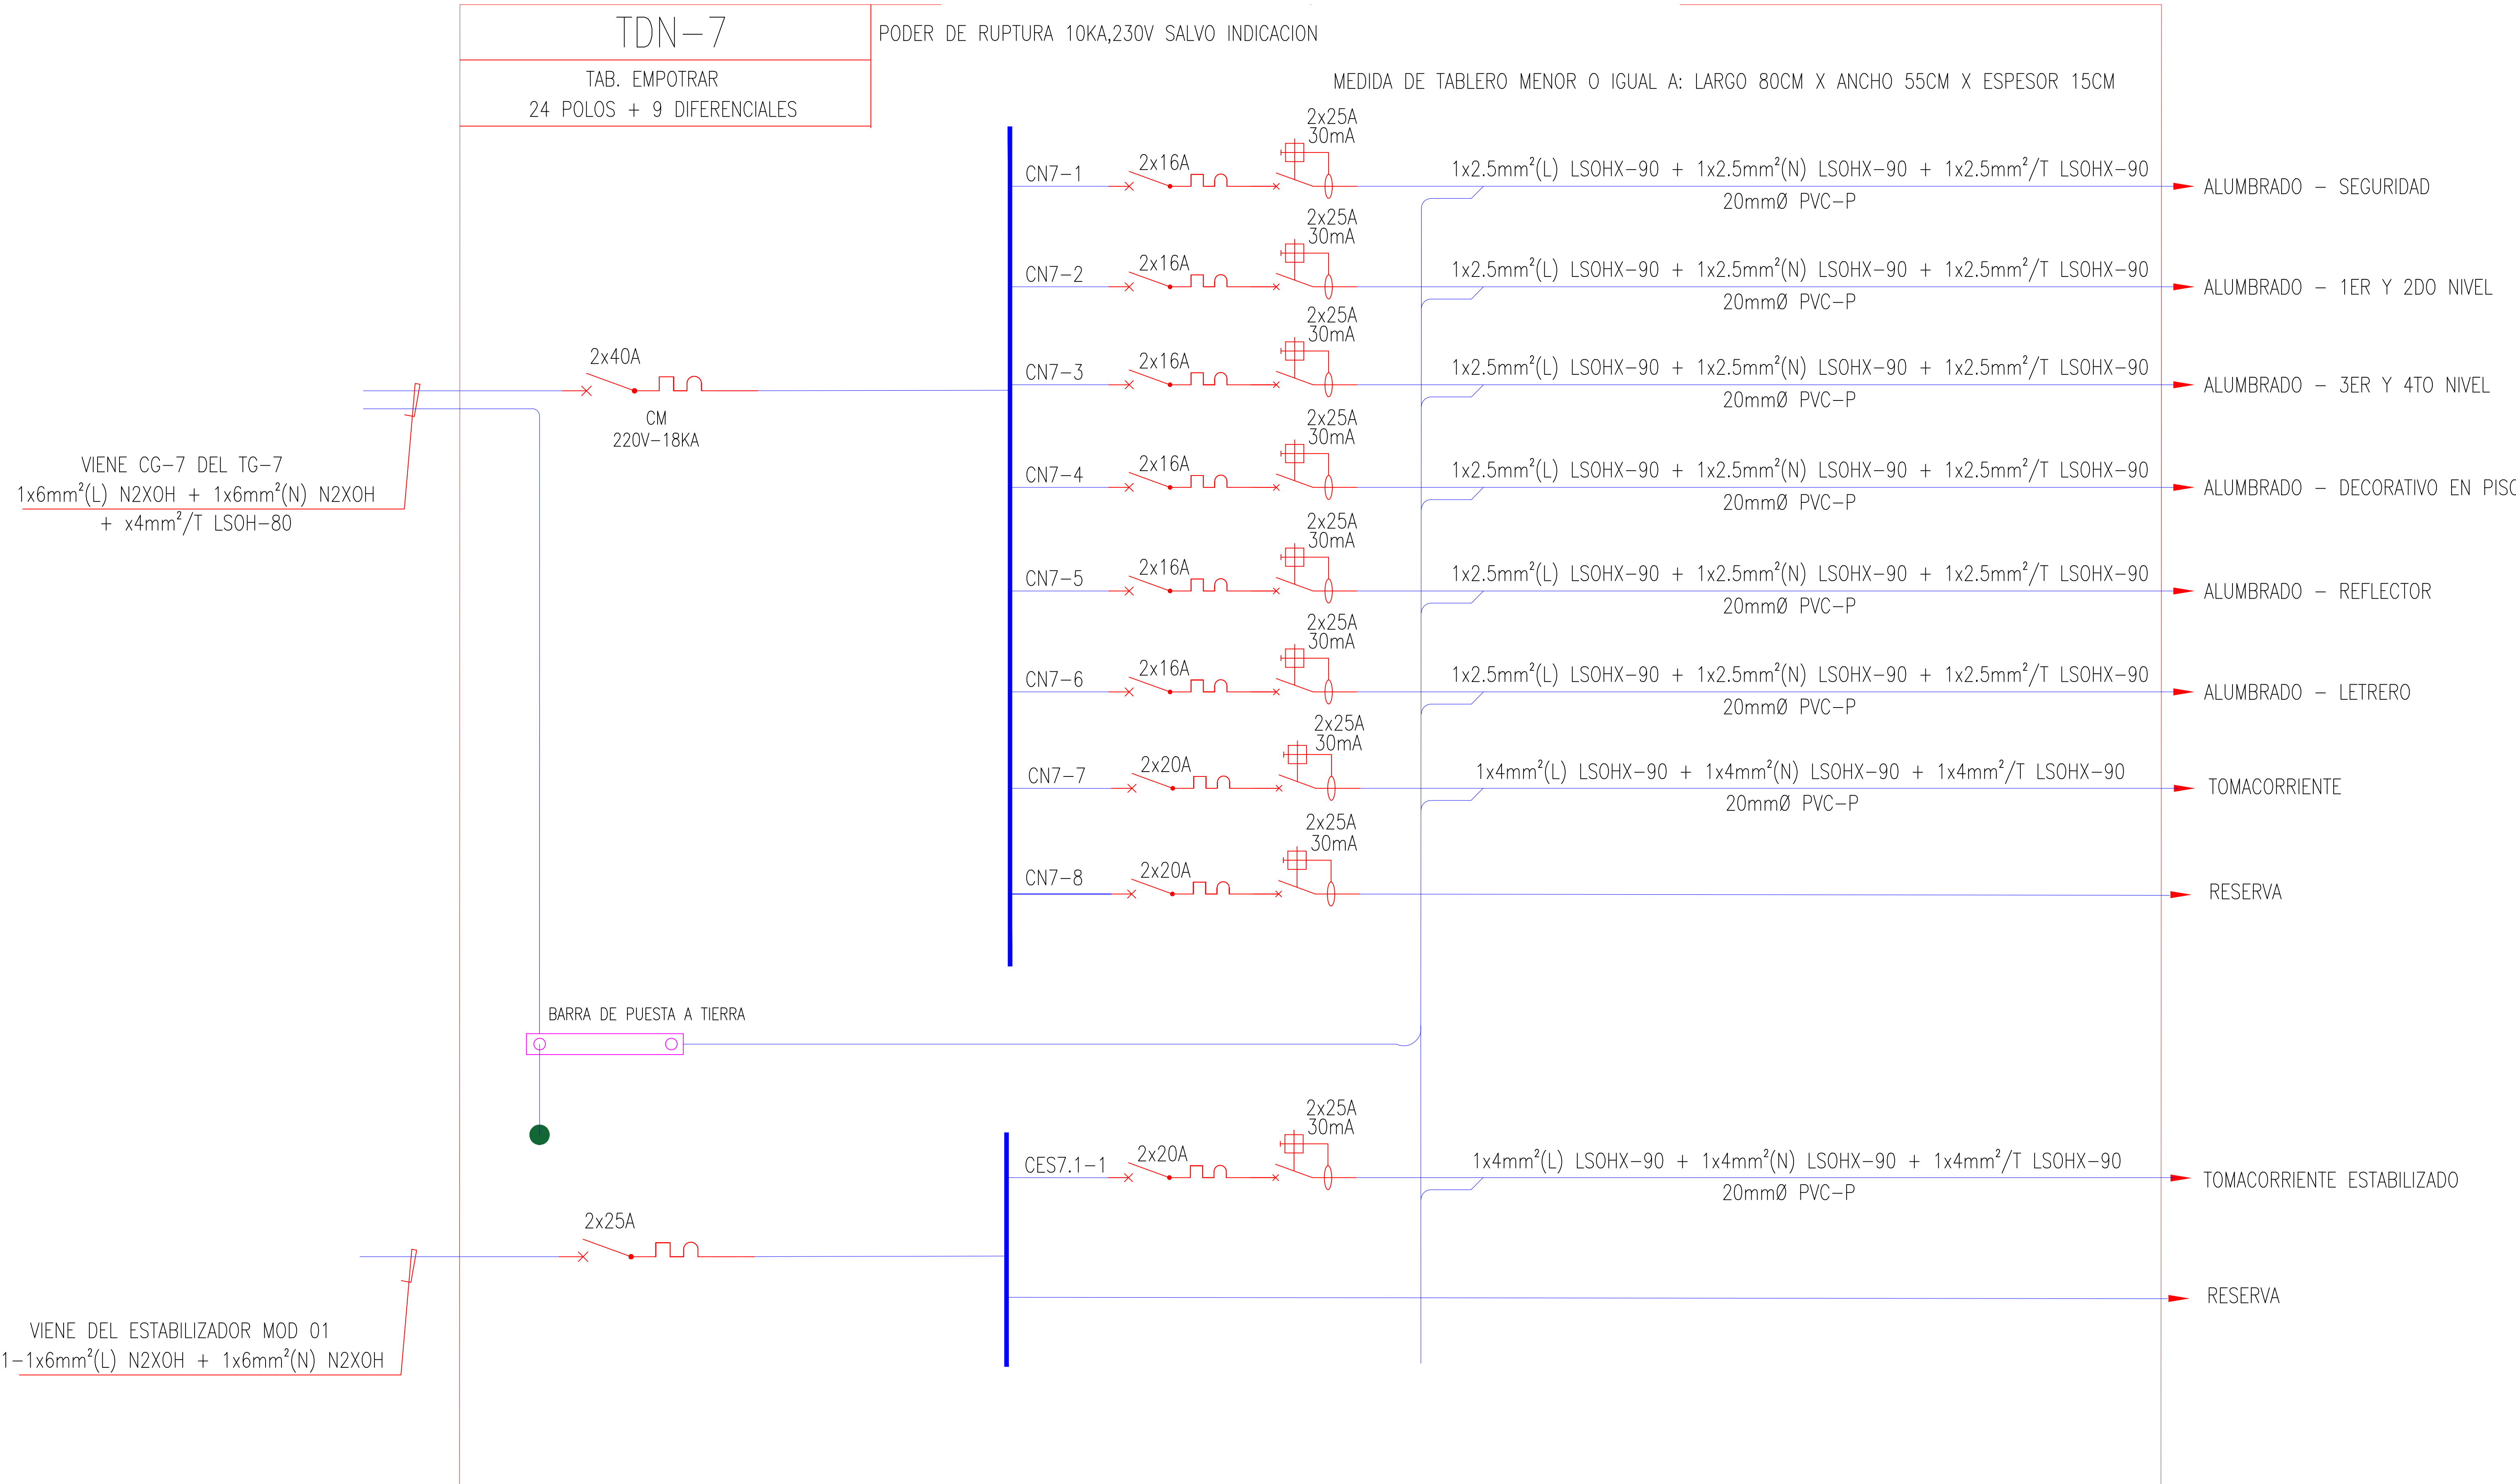 TDN-7
PODER DE RUPTURA 10KA,230V SALVO INDICACION
TAB. EMPOTRAR
24 POLOS + 9 DIFERENCIALES
MEDIDA DE TABLERO MENOR O IGUAL A: LARGO 80CM X ANCHO 55CM X ESPESOR 15CM
2x25A
30mA
CN7-1
2x16A
1x2.5mm²(L) LSOHX-90 + 1x2.5mm²(N) LSOHX-90 + 1x2.5mm²/T LSOHX-90
20mmØ PVC-P
ALUMBRADO - SEGURIDAD
2x25A
30mA
CN7-2
2x16A
1x2.5mm²(L) LSOHX-90 + 1x2.5mm²(N) LSOHX-90 + 1x2.5mm²/T LSOHX-90
20mmØ PVC-P
ALUMBRADO - 1ER Y 2DO NIVEL
2x25A
30mA
CN7-3
2x16A
1x2.5mm²(L) LSOHX-90 + 1x2.5mm²(N) LSOHX-90 + 1x2.5mm²/T LSOHX-90
20mmØ PVC-P
ALUMBRADO - 3ER Y 4TO NIVEL
2x40A
CM
220V-18KA
VIENE CG-7 DEL TG-7
1x6mm²(L) N2XOH + 1x6mm²(N) N2XOH
+ x4mm²/T LSOH-80
2x25A
30mA
CN7-4
2x16A
1x2.5mm²(L) LSOHX-90 + 1x2.5mm²(N) LSOHX-90 + 1x2.5mm²/T LSOHX-90
20mmØ PVC-P
ALUMBRADO - DECORATIVO EN PISO
2x25A
30mA
CN7-5
2x16A
1x2.5mm²(L) LSOHX-90 + 1x2.5mm²(N) LSOHX-90 + 1x2.5mm²/T LSOHX-90
20mmØ PVC-P
ALUMBRADO - REFLECTOR
2x25A
30mA
CN7-6
2x16A
1x2.5mm²(L) LSOHX-90 + 1x2.5mm²(N) LSOHX-90 + 1x2.5mm²/T LSOHX-90
20mmØ PVC-P
ALUMBRADO - LETRERO
2x25A
30mA
CN7-7
2x20A
1x4mm²(L) LSOHX-90 + 1x4mm²(N) LSOHX-90 + 1x4mm²/T LSOHX-90
20mmØ PVC-P
TOMACORRIENTE
2x25A
30mA
CN7-8
2x20A
RESERVA
BARRA DE PUESTA A TIERRA
2x25A
30mA
CES7.1-1
2x20A
1x4mm²(L) LSOHX-90 + 1x4mm²(N) LSOHX-90 + 1x4mm²/T LSOHX-90
20mmØ PVC-P
TOMACORRIENTE ESTABILIZADO
2x25A
RESERVA
VIENE DEL ESTABILIZADOR MOD 01
1-1x6mm²(L) N2XOH + 1x6mm²(N) N2XOH